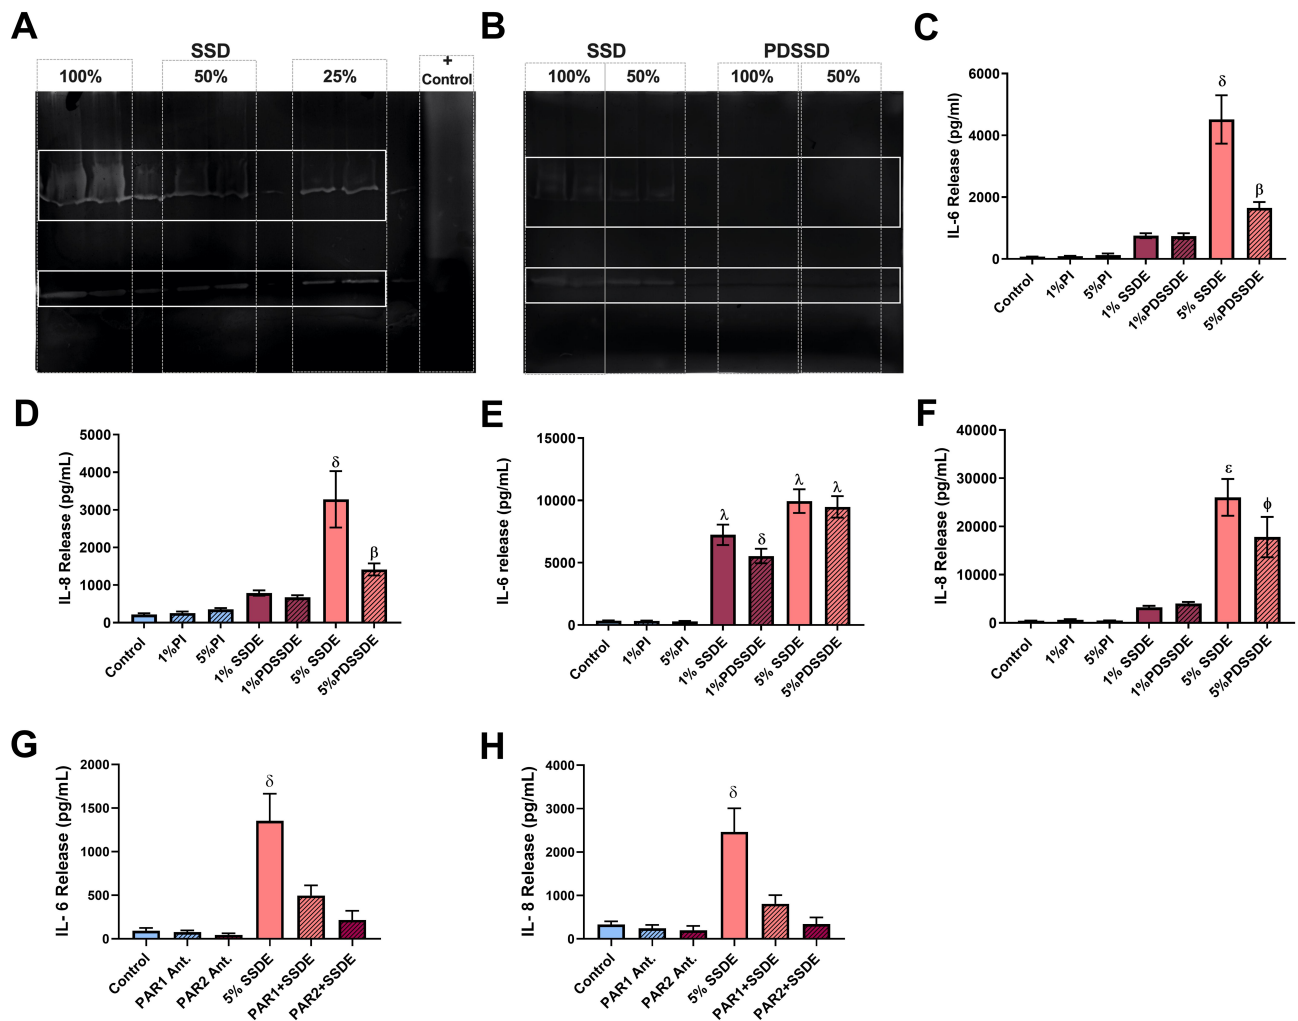 A
SSD
100%
50%
25%
+
Control
B
SSD
PDSSD
100%
50%
100%
50%
C
IL-6 Release (pg/ml)
6000
4000
2000
0
δ
β
Control
1%PI
5%PI
1% SSDE
1%PDSSDE
5% SSDE
5%PDSSDE
D
IL-8 Release (pg/mL)
5000
4000
3000
2000
1000
0
δ
β
Control
1%PI
5%PI
1% SSDE
1%PDSSDE
5% SSDE
5%PDSSDE
E
IL-6 release (pg/mL)
15000
10000
5000
0
λ
δ
λ
λ
Control
1%PI
5%PI
1% SSDE
1%PDSSDE
5% SSDE
5%PDSSDE
F
IL-8 Release (pg/mL)
40000
30000
20000
10000
0
ε
ϕ
Control
1%PI
5%PI
1% SSDE
1%PDSSDE
5% SSDE
5%PDSSDE
G
IL- 6 Release (pg/mL)
2000
1500
1000
500
0
δ
Control
PAR1 Ant.
PAR2 Ant.
5% SSDE
PAR1+SSDE
PAR2+SSDE
H
IL- 8 Release (pg/mL)
4000
3000
2000
1000
0
δ
Control
PAR1 Ant.
PAR2 Ant.
5% SSDE
PAR1+SSDE
PAR2+SSDE